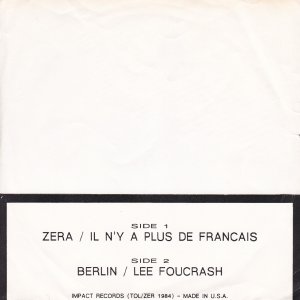 SIDE 1
ZERA / IL N'Y A PLUS DE FRANCAIS
SIDE 2
BERLIN / LEE FOUCRASH
IMPACT RECORDS (TOL/ZER 1984) – MADE IN U.S.A.